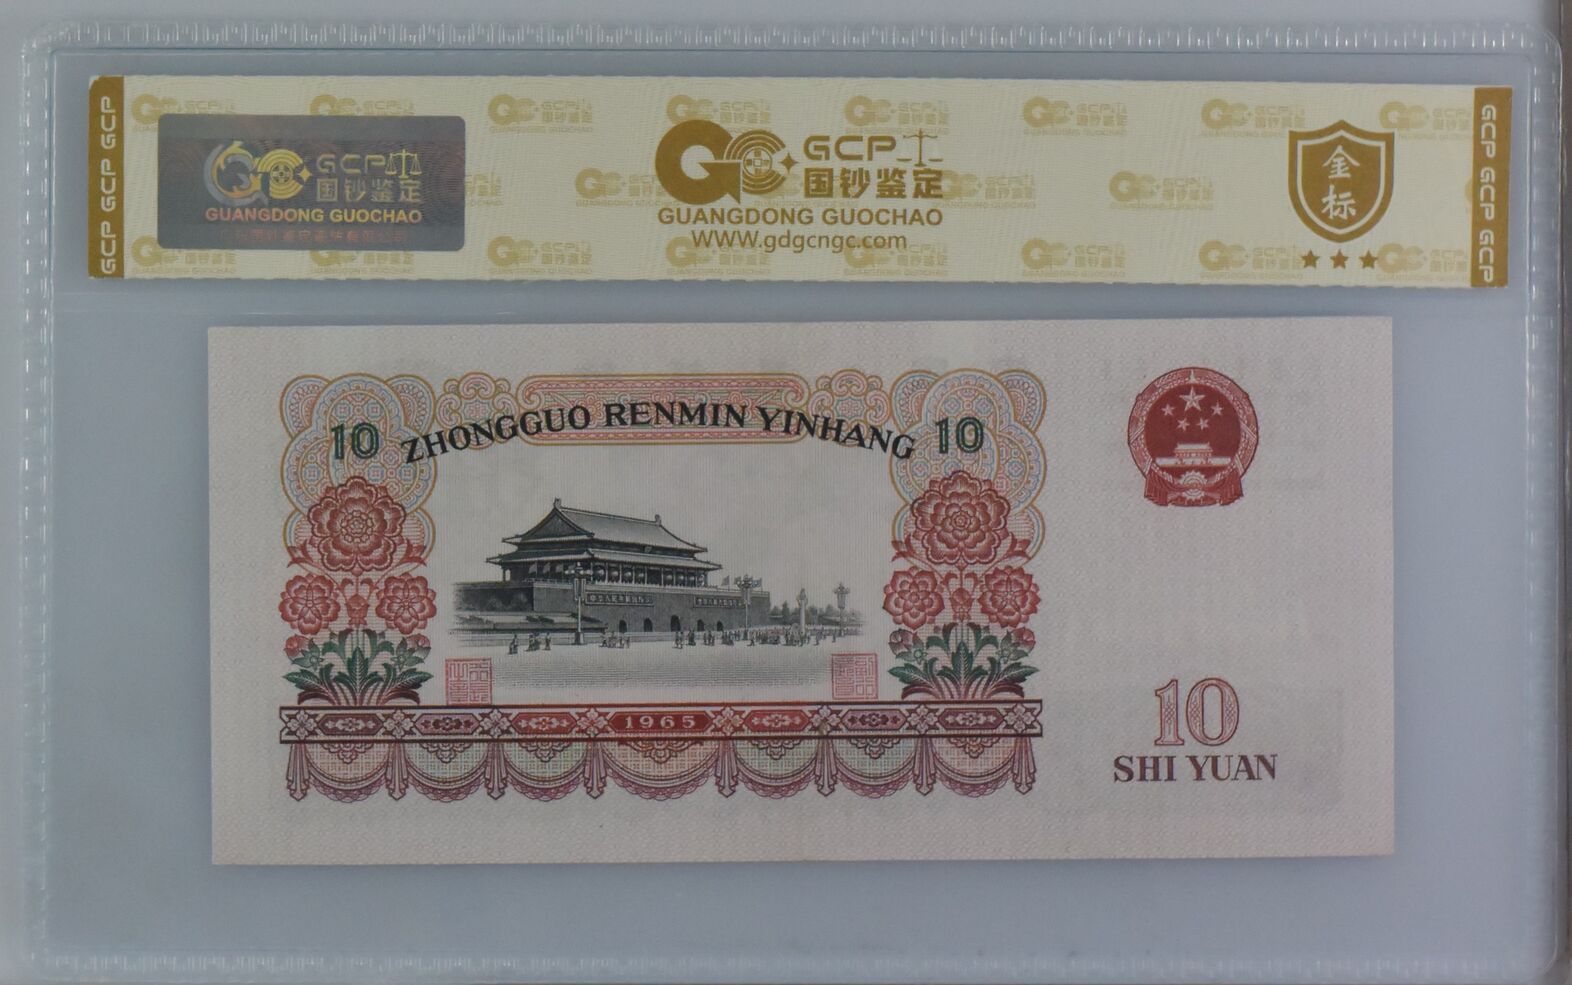 GCP GCP GCP
GCP
国钞鉴定
GUANGDONG GUOCHAO
GCP
国钞鉴定
GUANGDONG GUOCHAO
WWW.gdgcngc.com
金标
GCP GCP GCP
ZHONGGUO RENMIN YINHANG
10
10
1965
10
SHI YUAN